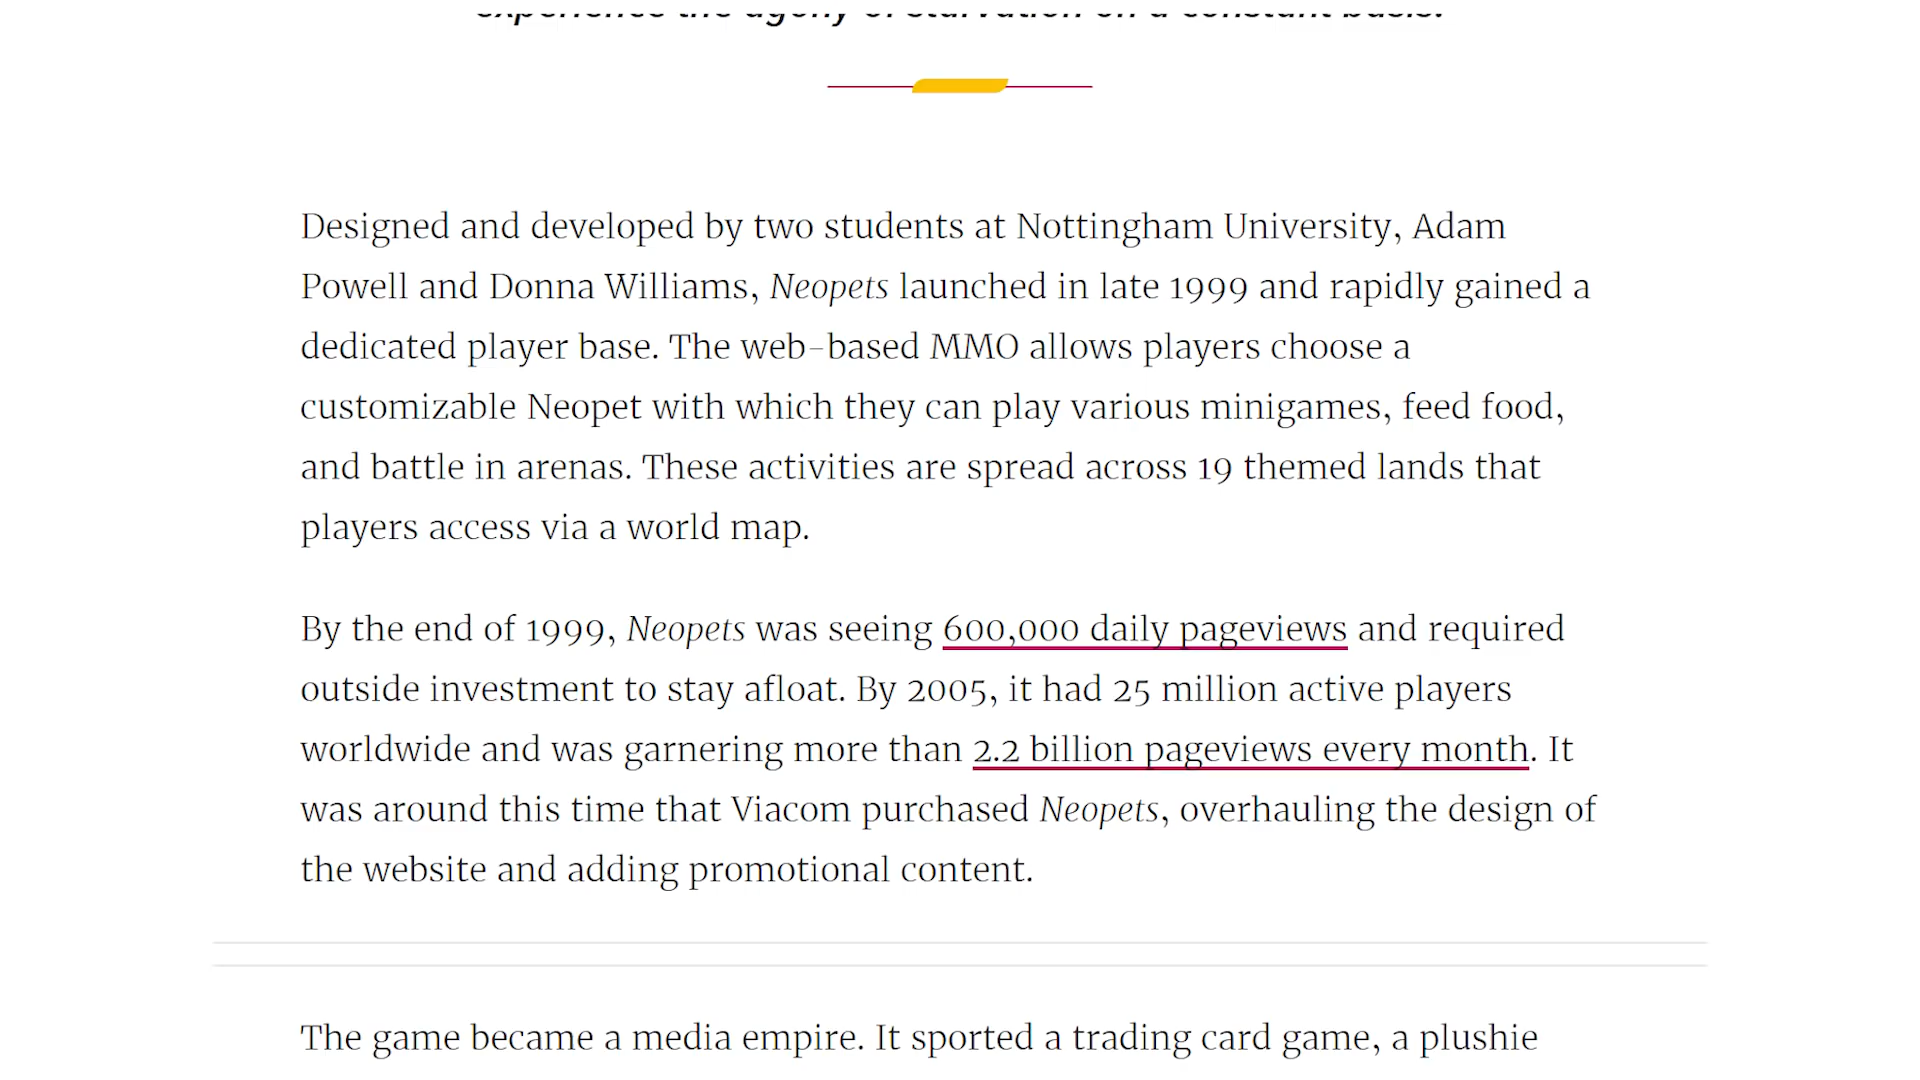 experience the agony of starvation on a constant basis.
Designed and developed by two students at Nottingham University, Adam
Powell and Donna Williams, Neopets launched in late 1999 and rapidly gained a
dedicated player base. The web-based MMO allows players choose a
customizable Neopet with which they can play various minigames, feed food,
and battle in arenas. These activities are spread across 19 themed lands that
players access via a world map.
By the end of 1999, Neopets was seeing 600,000 daily pageviews and required
outside investment to stay afloat. By 2005, it had 25 million active players
worldwide and was garnering more than 2.2 billion pageviews every month. It
was around this time that Viacom purchased Neopets, overhauling the design of
the website and adding promotional content.
The game became a media empire. It sported a trading card game, a plushie